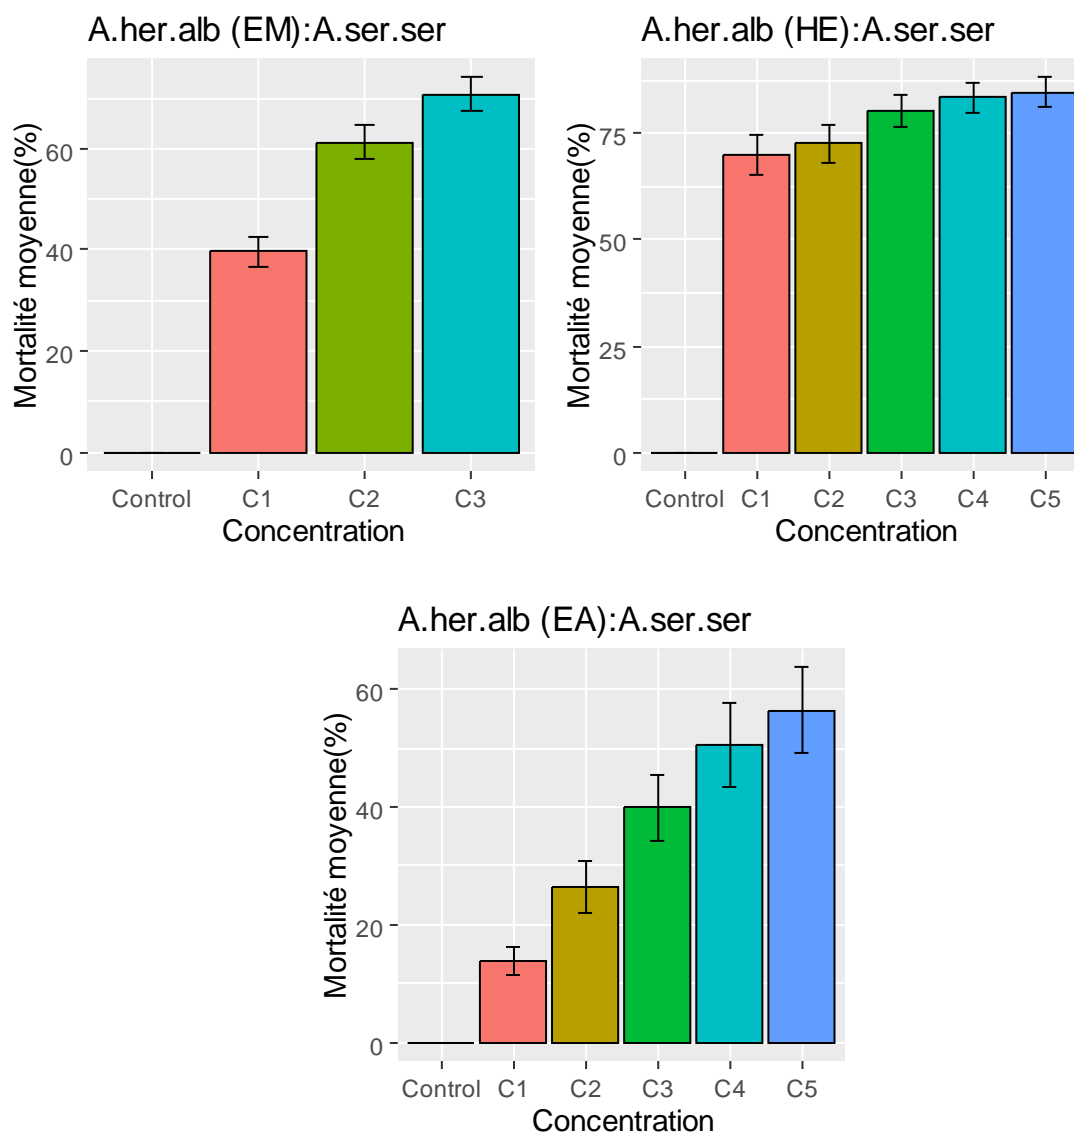 A.her.alb (EM):A.ser.ser
Mortalité moyenne(%)
60
40
20
0
Control C1 C2 C3
Concentration
A.her.alb (HE):A.ser.ser
Mortalité moyenne(%)
75
50
25
0
Control C1 C2 C3 C4 C5
Concentration
A.her.alb (EA):A.ser.ser
Mortalité moyenne(%)
60
40
20
0
Control C1 C2 C3 C4 C5
Concentration